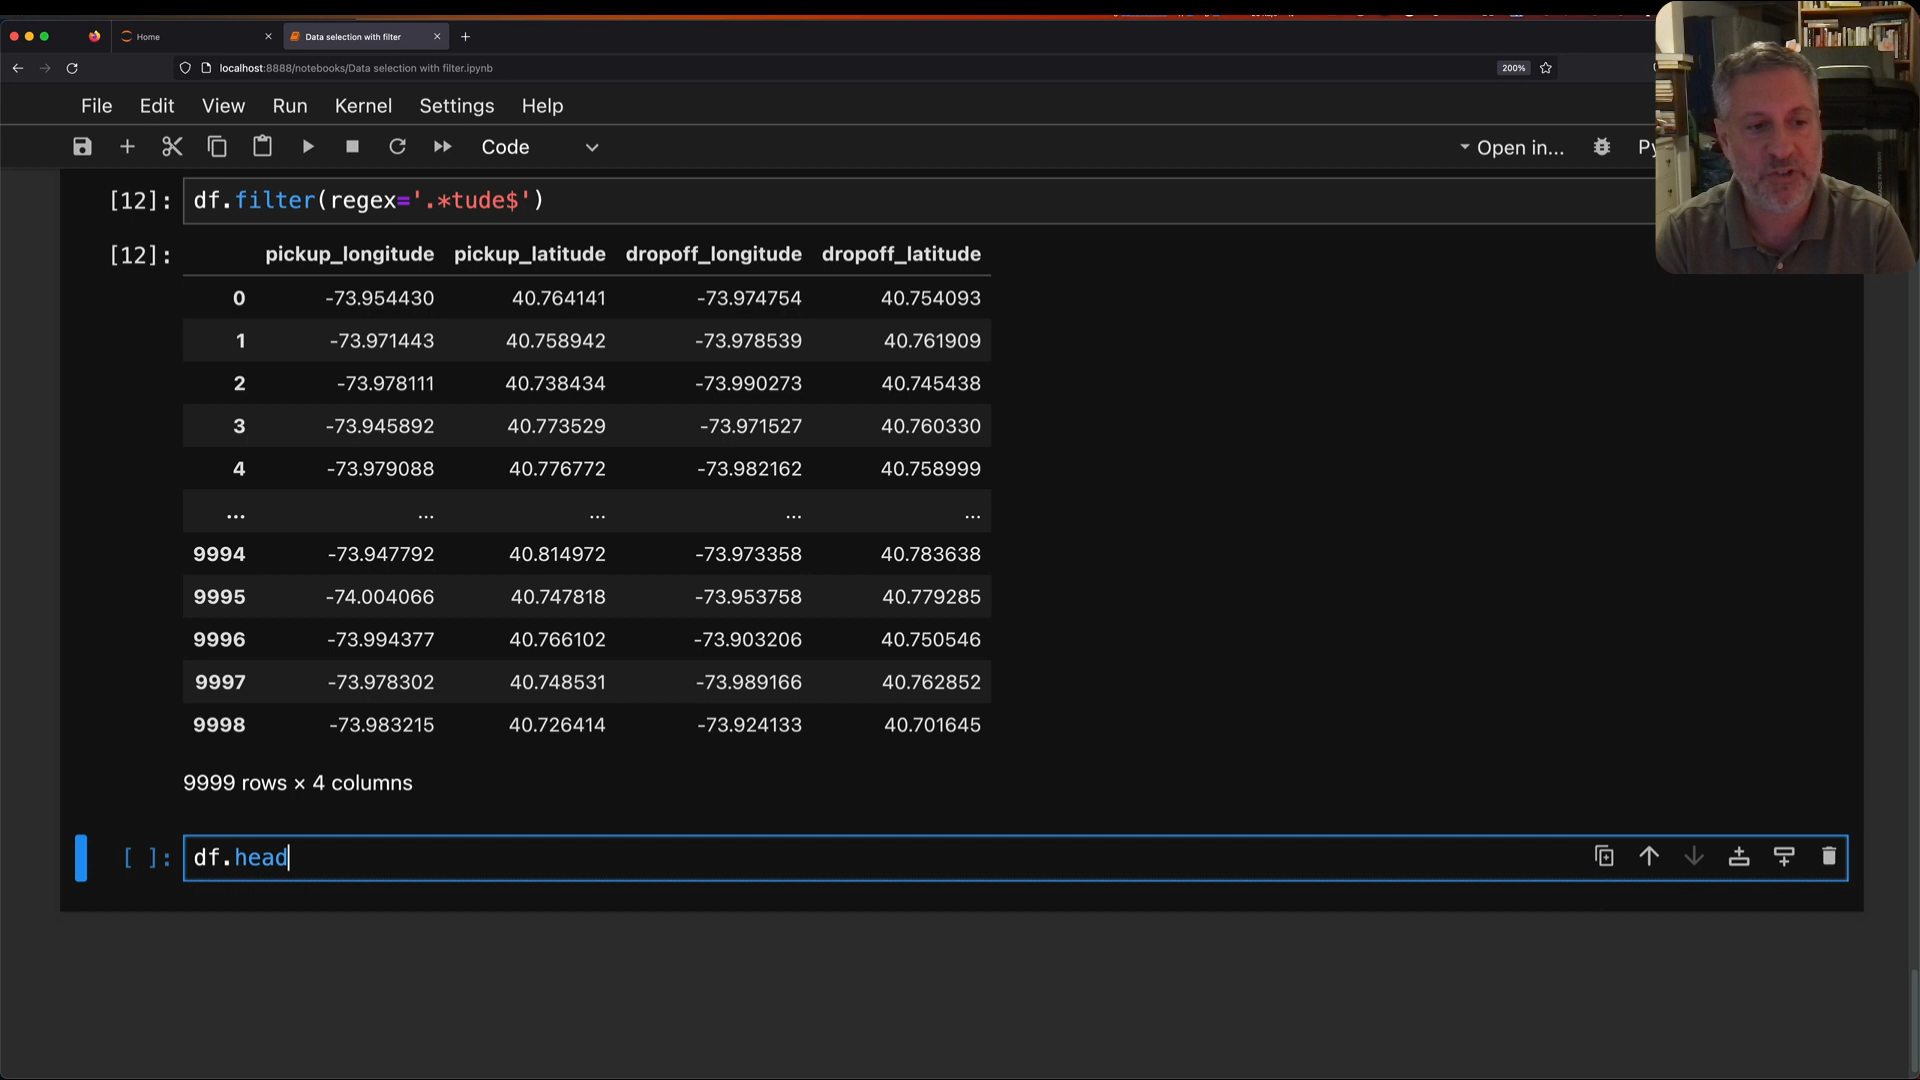 Home
Data selection with filter
localhost:8888/notebooks/Data selection with filter.ipynb
200%
File Edit View Run Kernel Settings Help
Code
Open in...
Py
[12]: df.filter(regex='.*tude$')
[12]:
pickup_longitude pickup_latitude dropoff_longitude dropoff_latitude
0 -73.954430 40.764141 -73.974754 40.754093
1 -73.971443 40.758942 -73.978539 40.761909
2 -73.978111 40.738434 -73.990273 40.745438
3 -73.945892 40.773529 -73.971527 40.760330
4 -73.979088 40.776772 -73.982162 40.758999
... ... ... ... ...
9994 -73.947792 40.814972 -73.973358 40.783638
9995 -74.004066 40.747818 -73.953758 40.779285
9996 -73.994377 40.766102 -73.903206 40.750546
9997 -73.978302 40.748531 -73.989166 40.762852
9998 -73.983215 40.726414 -73.924133 40.701645
9999 rows × 4 columns
[ ]: df.head